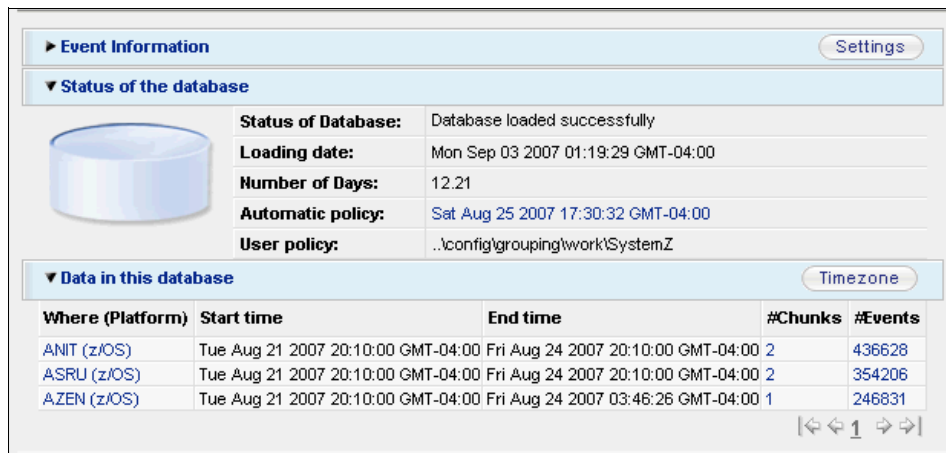 Event Information Settings
Status of the database
Status of Database: Database loaded successfully
Loading date: Mon Sep 03 2007 01:19:29 GMT-04:00
Number of Days: 12.21
Automatic policy: Sat Aug 25 2007 17:30:32 GMT-04:00
User policy: ..\config\grouping\work\SystemZ
Data in this database Timezone
Where (Platform) Start time End time #Chunks #Events
ANIT (z/OS) Tue Aug 21 2007 20:10:00 GMT-04:00 Fri Aug 24 2007 20:10:00 GMT-04:00 2 436628
ASRU (z/OS) Tue Aug 21 2007 20:10:00 GMT-04:00 Fri Aug 24 2007 20:10:00 GMT-04:00 2 354206
AZEN (z/OS) Tue Aug 21 2007 20:10:00 GMT-04:00 Fri Aug 24 2007 03:46:26 GMT-04:00 1 246831
1